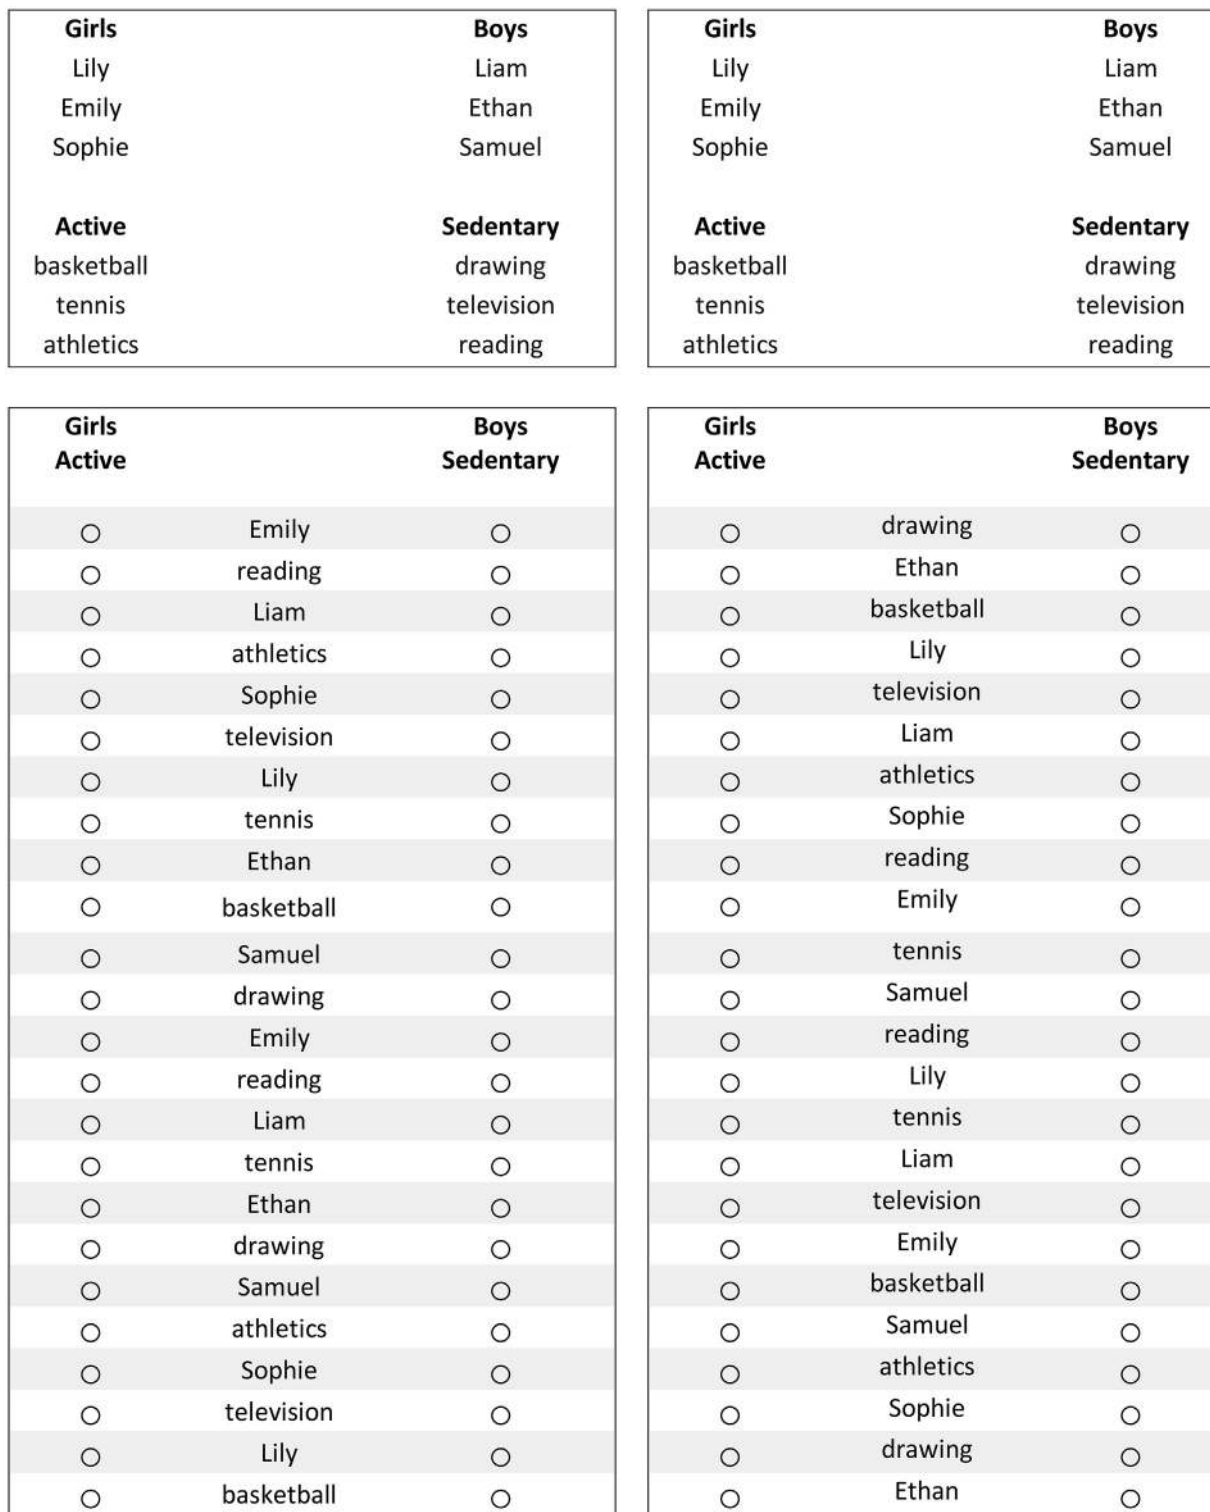 Girls Boys
Lily Liam
Emily Ethan
Sophie Samuel
Active Sedentary
basketball drawing
tennis television
athletics reading
Girls Boys
Lily Liam
Emily Ethan
Sophie Samuel
Active Sedentary
basketball drawing
tennis television
athletics reading
Girls Boys
Active Sedentary
Emily
reading
Liam
athletics
Sophie
television
Lily
tennis
Ethan
basketball
Samuel
drawing
Emily
reading
Liam
tennis
Ethan
drawing
Samuel
athletics
Sophie
television
Lily
basketball
Girls Boys
Active Sedentary
drawing
Ethan
basketball
Lily
television
Liam
athletics
Sophie
reading
Emily
tennis
Samuel
reading
Lily
tennis
Liam
television
Emily
basketball
Samuel
athletics
Sophie
drawing
Ethan